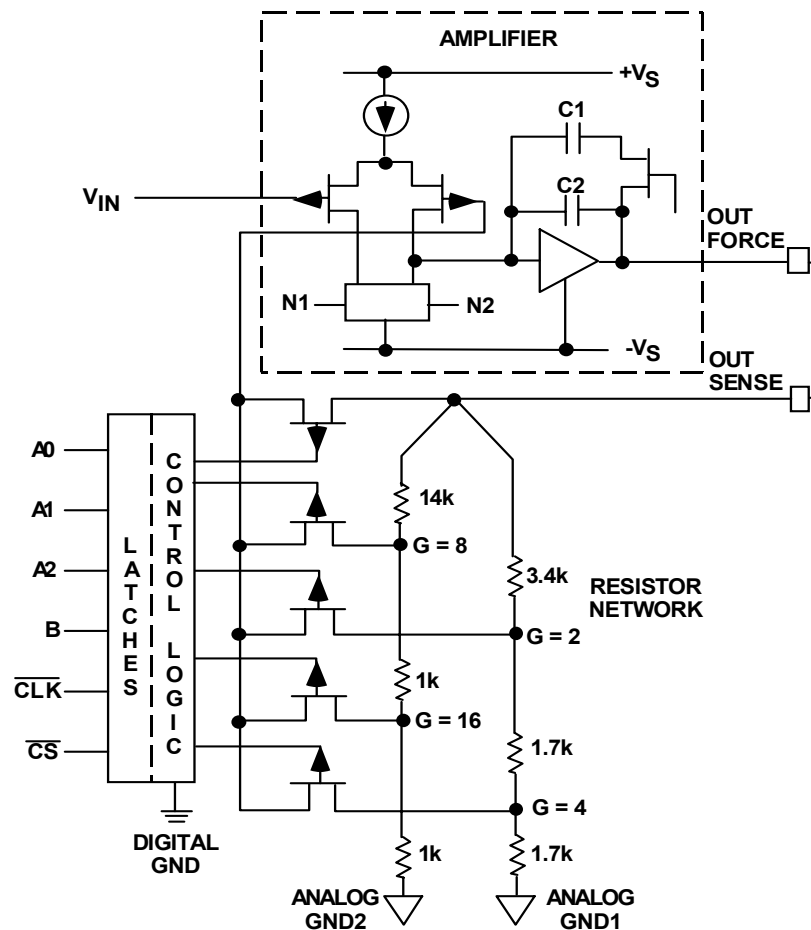 AMPLIFIER
+VS
C1
C2
VIN
OUT
FORCE
N1
N2
-VS
OUT
SENSE
A0
A1
A2
B
CLK
CS
LATCHES
CONTROL LOGIC
14k
G = 8
3.4k
RESISTOR
NETWORK
G = 2
1k
G = 16
1.7k
G = 4
1k
1.7k
DIGITAL
GND
ANALOG
GND2
ANALOG
GND1